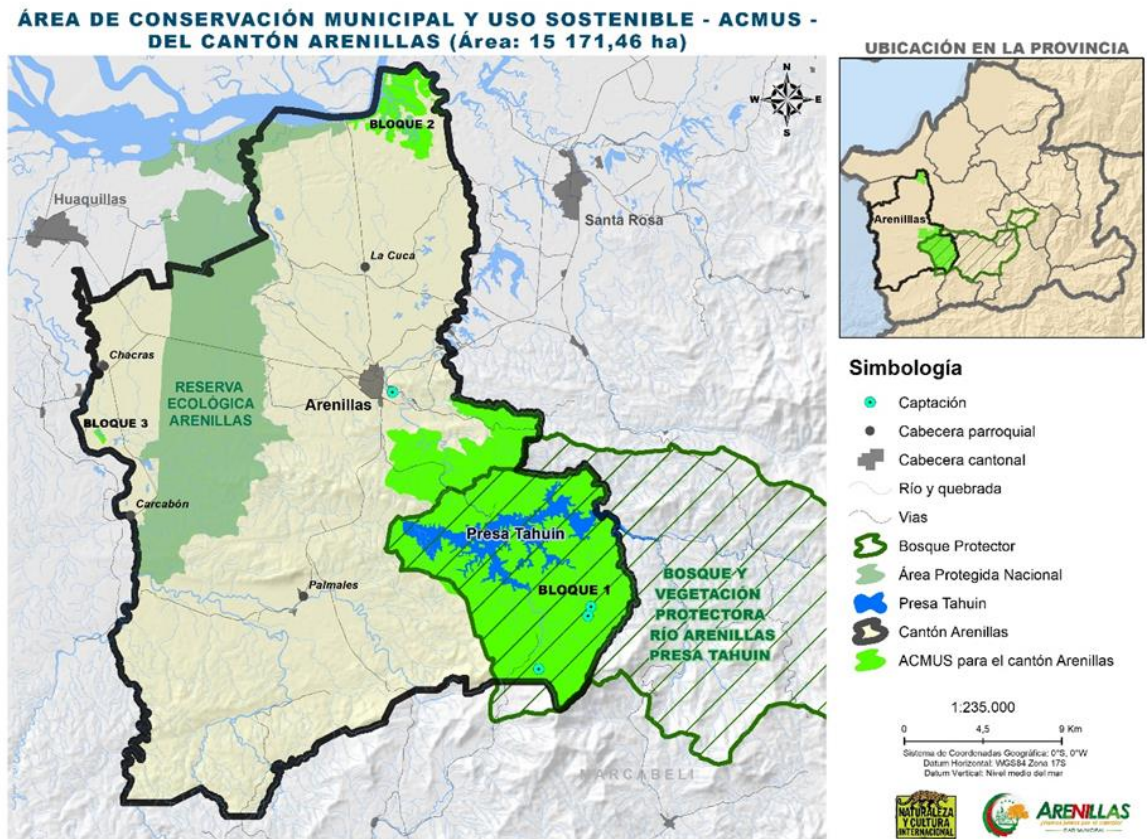 ÁREA DE CONSERVACIÓN MUNICIPAL Y USO SOSTENIBLE - ACMUS -
DEL CANTÓN ARENILLAS (Área: 15 171,46 ha)
UBICACIÓN EN LA PROVINCIA
N
W
E
S
BLOQUE 2
Huaquillas
Santa Rosa
La Cuca
Chacras
RESERVA
ECOLÓGICA
ARENILLAS
Arenillas
BLOQUE 3
Carcabón
Presa Tahuin
Palmales
BLOQUE 1
BOSQUE Y
VEGETACIÓN
PROTECTORA
RÍO ARENILLAS
PRESA TAHUIN
MARCABELI
Arenilllas
Simbología
Captación
Cabecera parroquial
Cabecera cantonal
Río y quebrada
Vias
Bosque Protector
Área Protegida Nacional
Presa Tahuin
Cantón Arenillas
ACMUS para el cantón Arenillas
1:235.000
0 4,5 9 Km
Sistema de Coordenadas Geográfica: 0°S, 0°W
Datum Horizontal: WGS84 Zona 17S
Datum Vertical: Nivel medio del mar
NATURALEZA
Y CULTURA
INTERNACIONAL
ARENILLAS